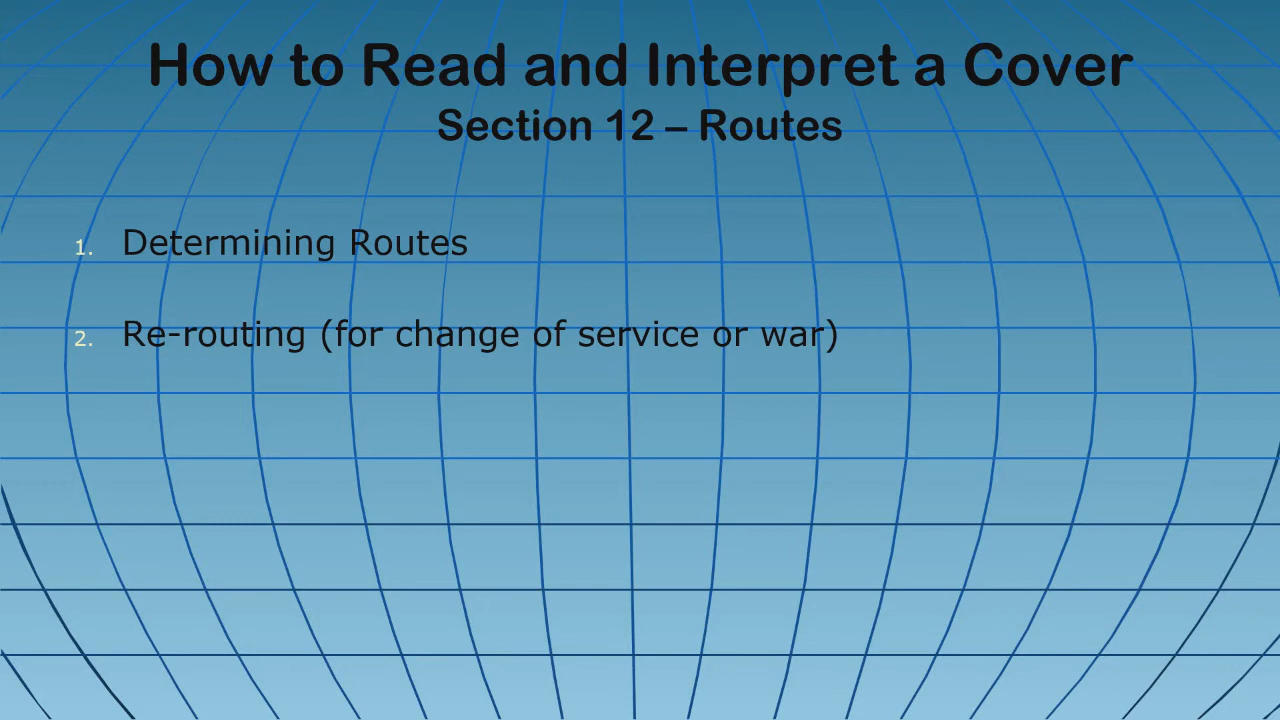 How to Read and Interpret a Cover
Section 12 – Routes
1. Determining Routes
2. Re-routing (for change of service or war)